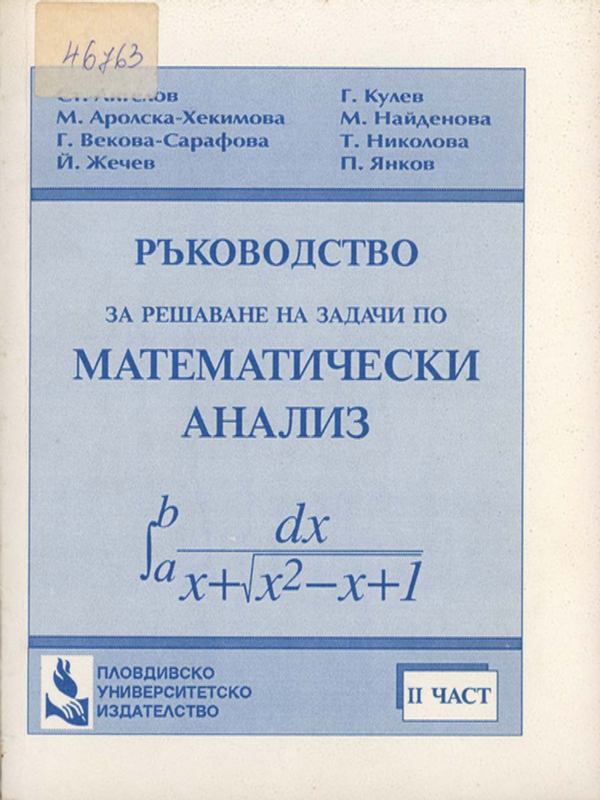 46763
Г. Кулев
М. Аролска-Хекимова
М. Найденова
Г. Векова-Сарафова
Т. Николова
Й. Жечев
П. Янков
РЪКОВОДСТВО
ЗА РЕШАВАНЕ НА ЗАДАЧИ ПО
МАТЕМАТИЧЕСКИ
АНАЛИЗ
b
dx
∫
a
x+√x²−x+1
ПЛОВДИВСКО
УНИВЕРСИТЕТСКО
ИЗДАТЕЛСТВО
II ЧАСТ